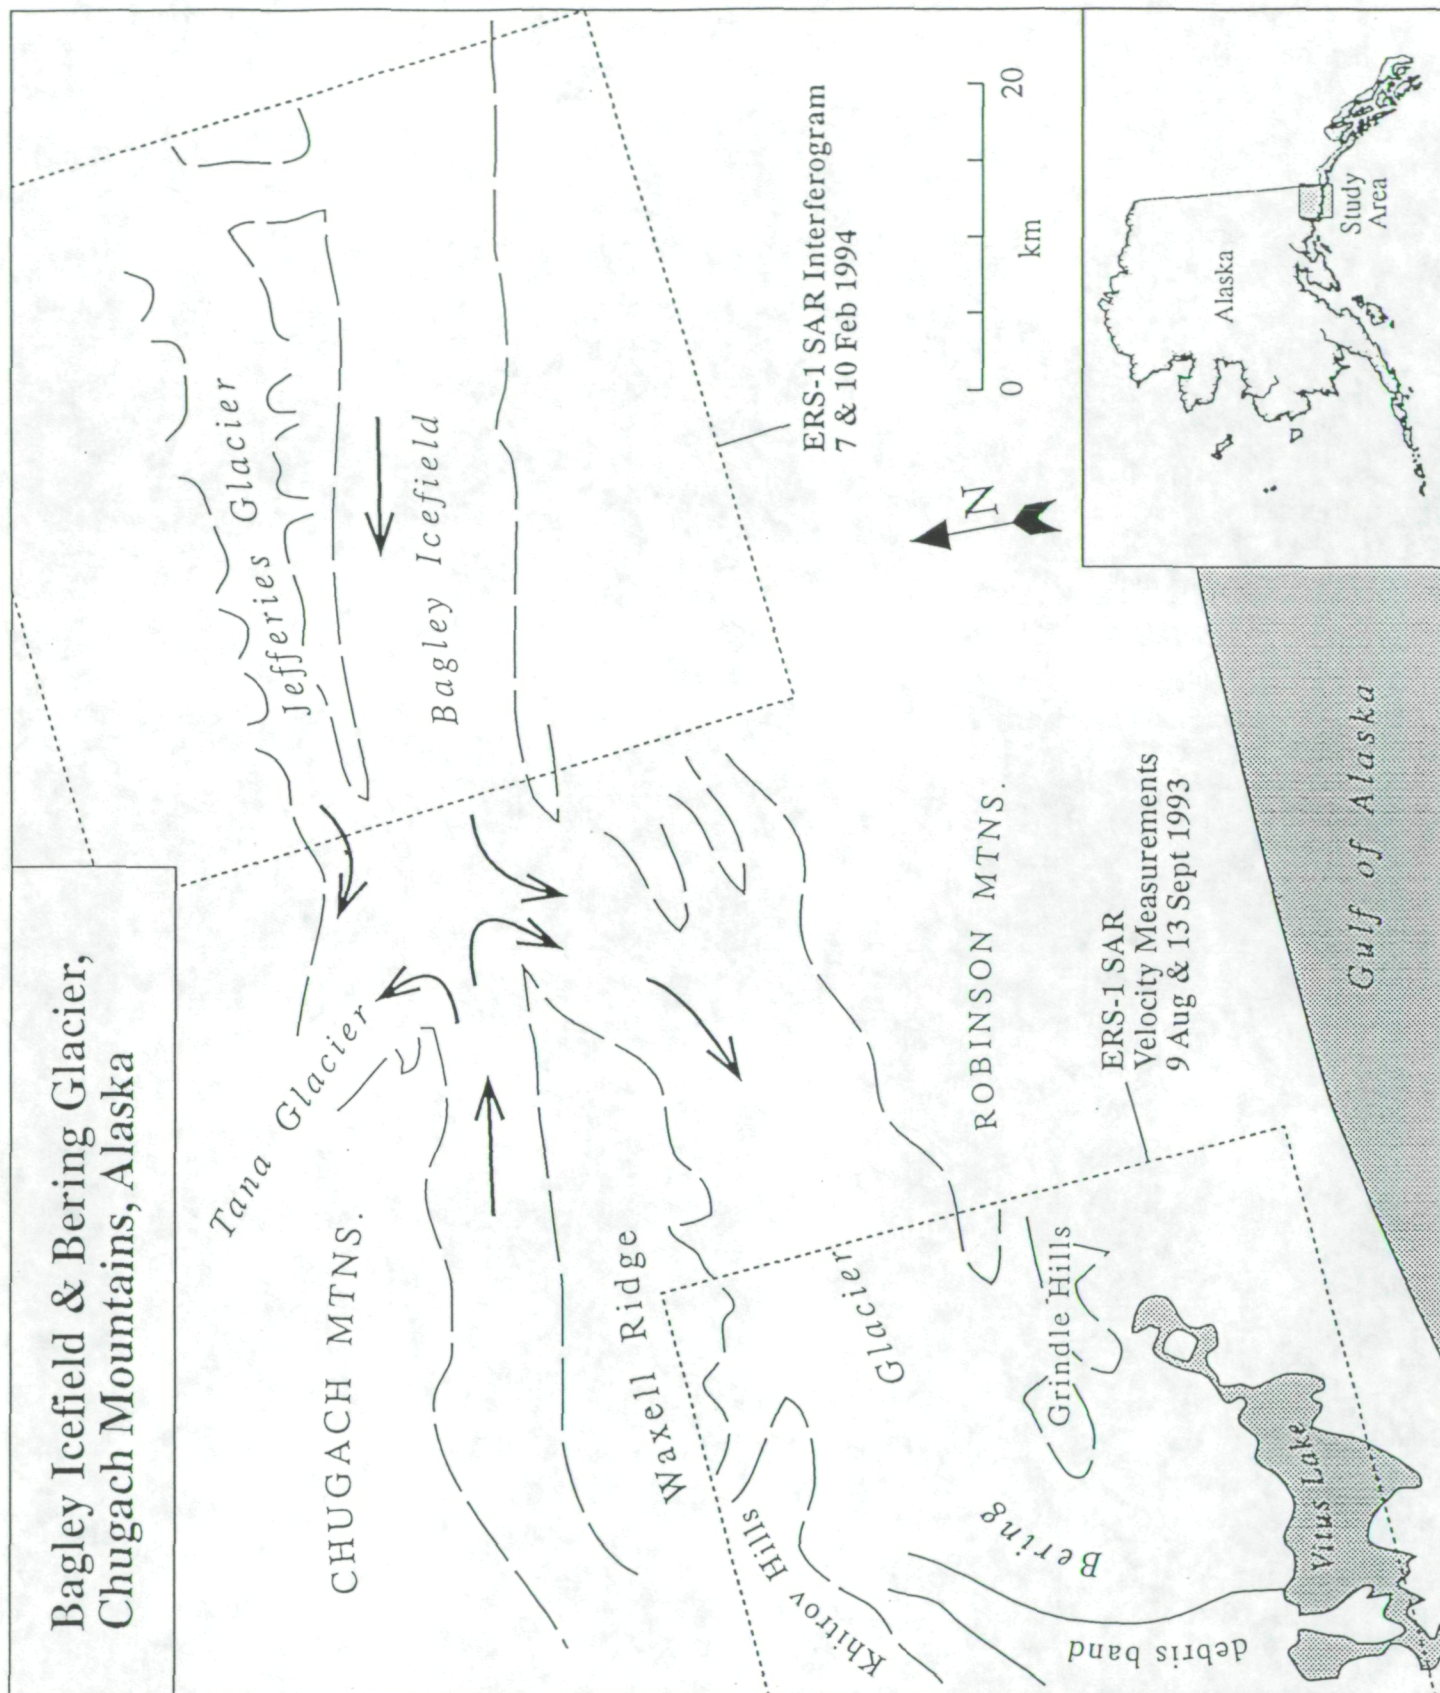 Bagley Icefield & Bering Glacier,
Chugach Mountains, Alaska
Jefferies Glacier
Bagley Icefield
Tana Glacier
CHUGACH MTNS.
Waxell Ridge
Khitrov Hills
Bering Glacier
Grindle Hills
debris band
Vitus Lake
ROBINSON MTNS.
ERS-1 SAR Interferogram
7 & 10 Feb 1994
ERS-1 SAR
Velocity Measurements
9 Aug & 13 Sept 1993
Gulf of Alaska
N
0 20
km
Alaska
Study
Area